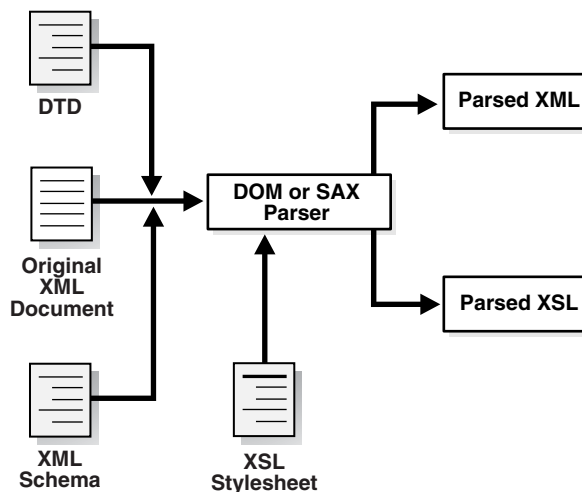 DTD
Parsed XML
DOM or SAX
Parser
Original
XML
Document
Parsed XSL
XML
Schema
XSL
Stylesheet